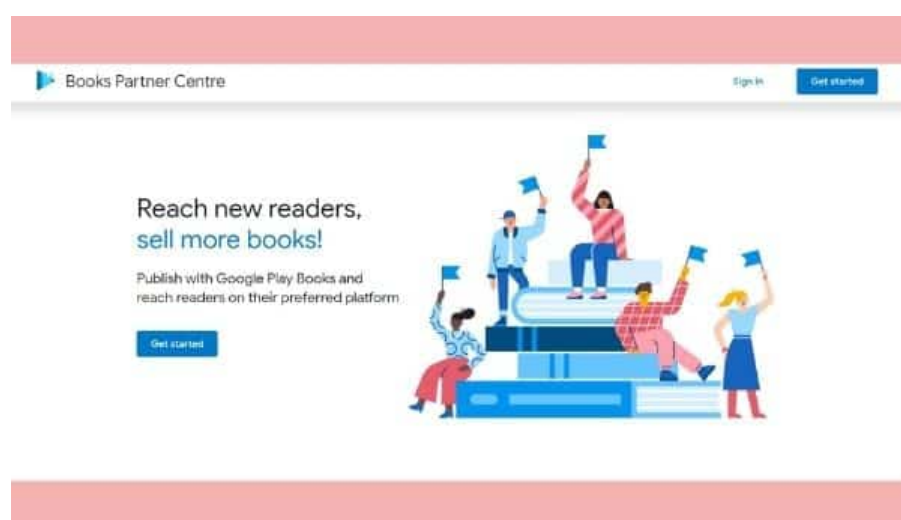 Books Partner Centre
Sign in
Get started
Reach new readers,
sell more books!
Publish with Google Play Books and
reach readers on their preferred platform
Get started